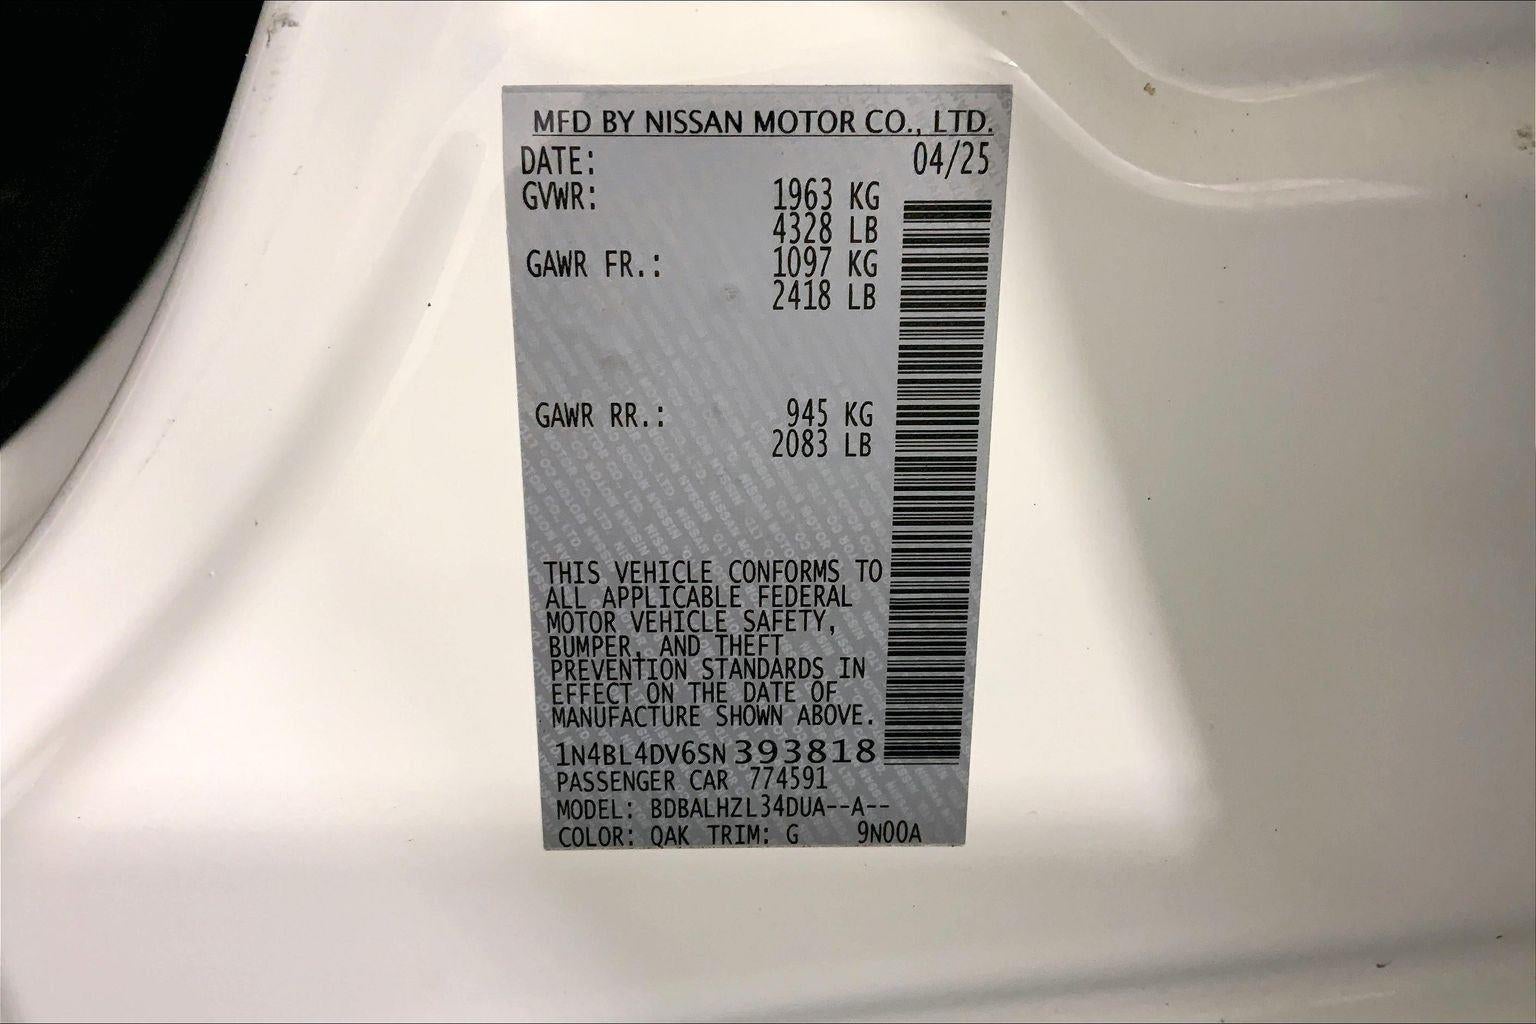 MFD BY NISSAN MOTOR CO., LTD.
DATE: 04/25
GVWR: 1963 KG
4328 LB
GAWR FR.: 1097 KG
2418 LB
GAWR RR.: 945 KG
2083 LB
THIS VEHICLE CONFORMS TO
ALL APPLICABLE FEDERAL
MOTOR VEHICLE SAFETY,
BUMPER, AND THEFT
PREVENTION STANDARDS IN
EFFECT ON THE DATE OF
MANUFACTURE SHOWN ABOVE.
1N4BL4DV6SN393818
PASSENGER CAR 774591
MODEL: BDBALHZL34DUA--A--
COLOR: QAK TRIM: G 9N00A